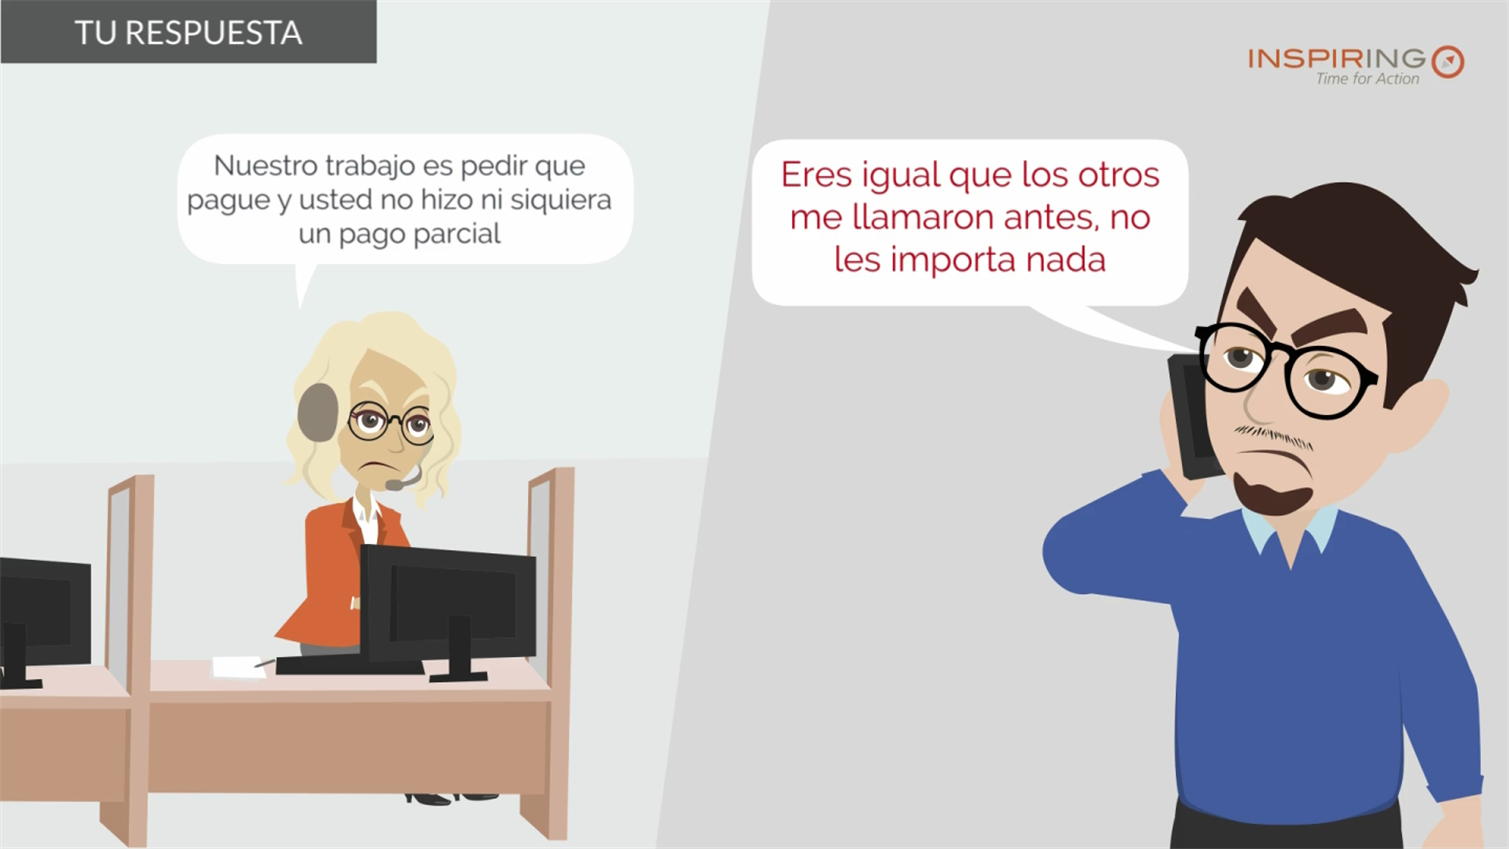 TU RESPUESTA
INSPIRING
Time for Action
Nuestro trabajo es pedir que
pague y usted no hizo ni siquiera
un pago parcial
Eres igual que los otros
me llamaron antes, no
les importa nada